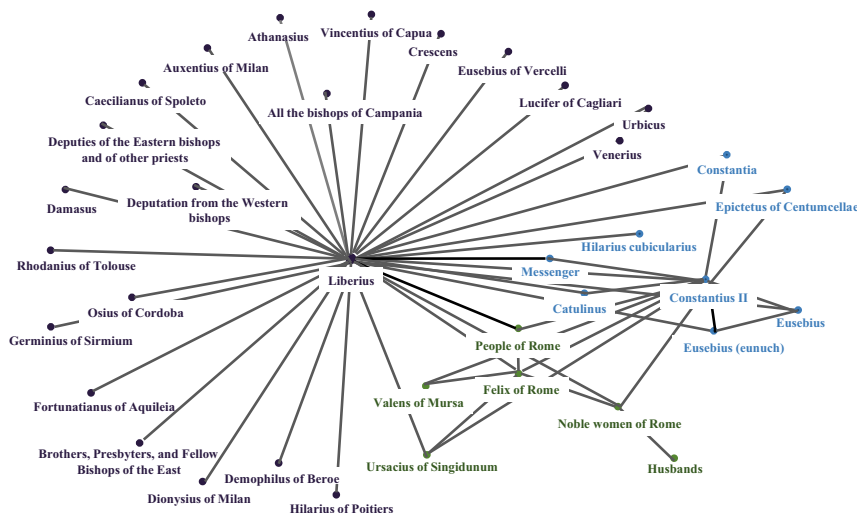 Vincentius of Capua
Athanasius
Crescens
Auxentius of Milan
Eusebius of Vercelli
Caecilianus of Spoleto
Lucifer of Cagliari
All the bishops of Campania
Urbicus
Deputies of the Eastern bishops
and of other priests
Venerius
Constantia
Deputation from the Western
bishops
Damasus
Epictetus of Centumcellae
Hilarius cubicularius
Rhodanius of Tolouse
Messenger
Liberius
Constantius II
Catulinus
Osius of Cordoba
Eusebius
Germinius of Sirmium
People of Rome
Eusebius (eunuch)
Felix of Rome
Valens of Mursa
Fortunatianus of Aquileia
Noble women of Rome
Brothers, Presbyters, and Fellow
Bishops of the East
Ursacius of Singidunum
Husbands
Demophilus of Beroe
Dionysius of Milan
Hilarius of Poitiers